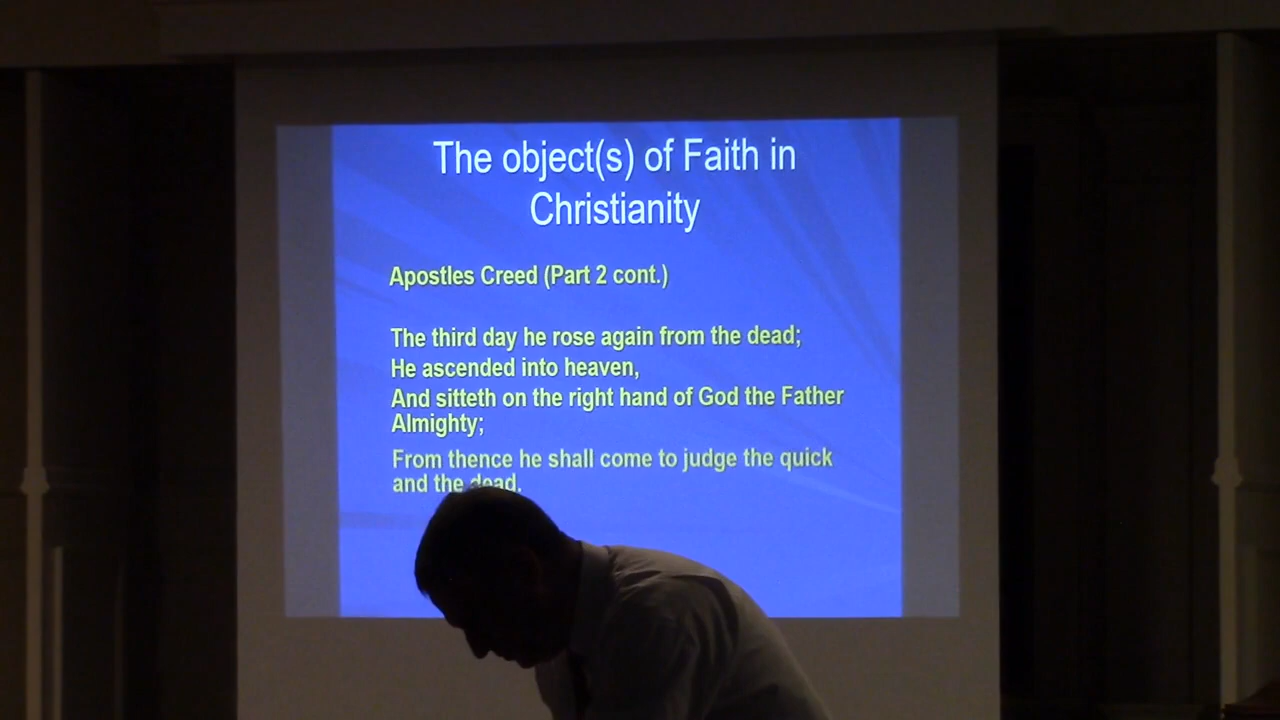 The object(s) of Faith in
Christianity
Apostles Creed (Part 2 cont.)
The third day he rose again from the dead;
He ascended into heaven,
And sitteth on the right hand of God the Father
Almighty;
From thence he shall come to judge the quick
and the dead.